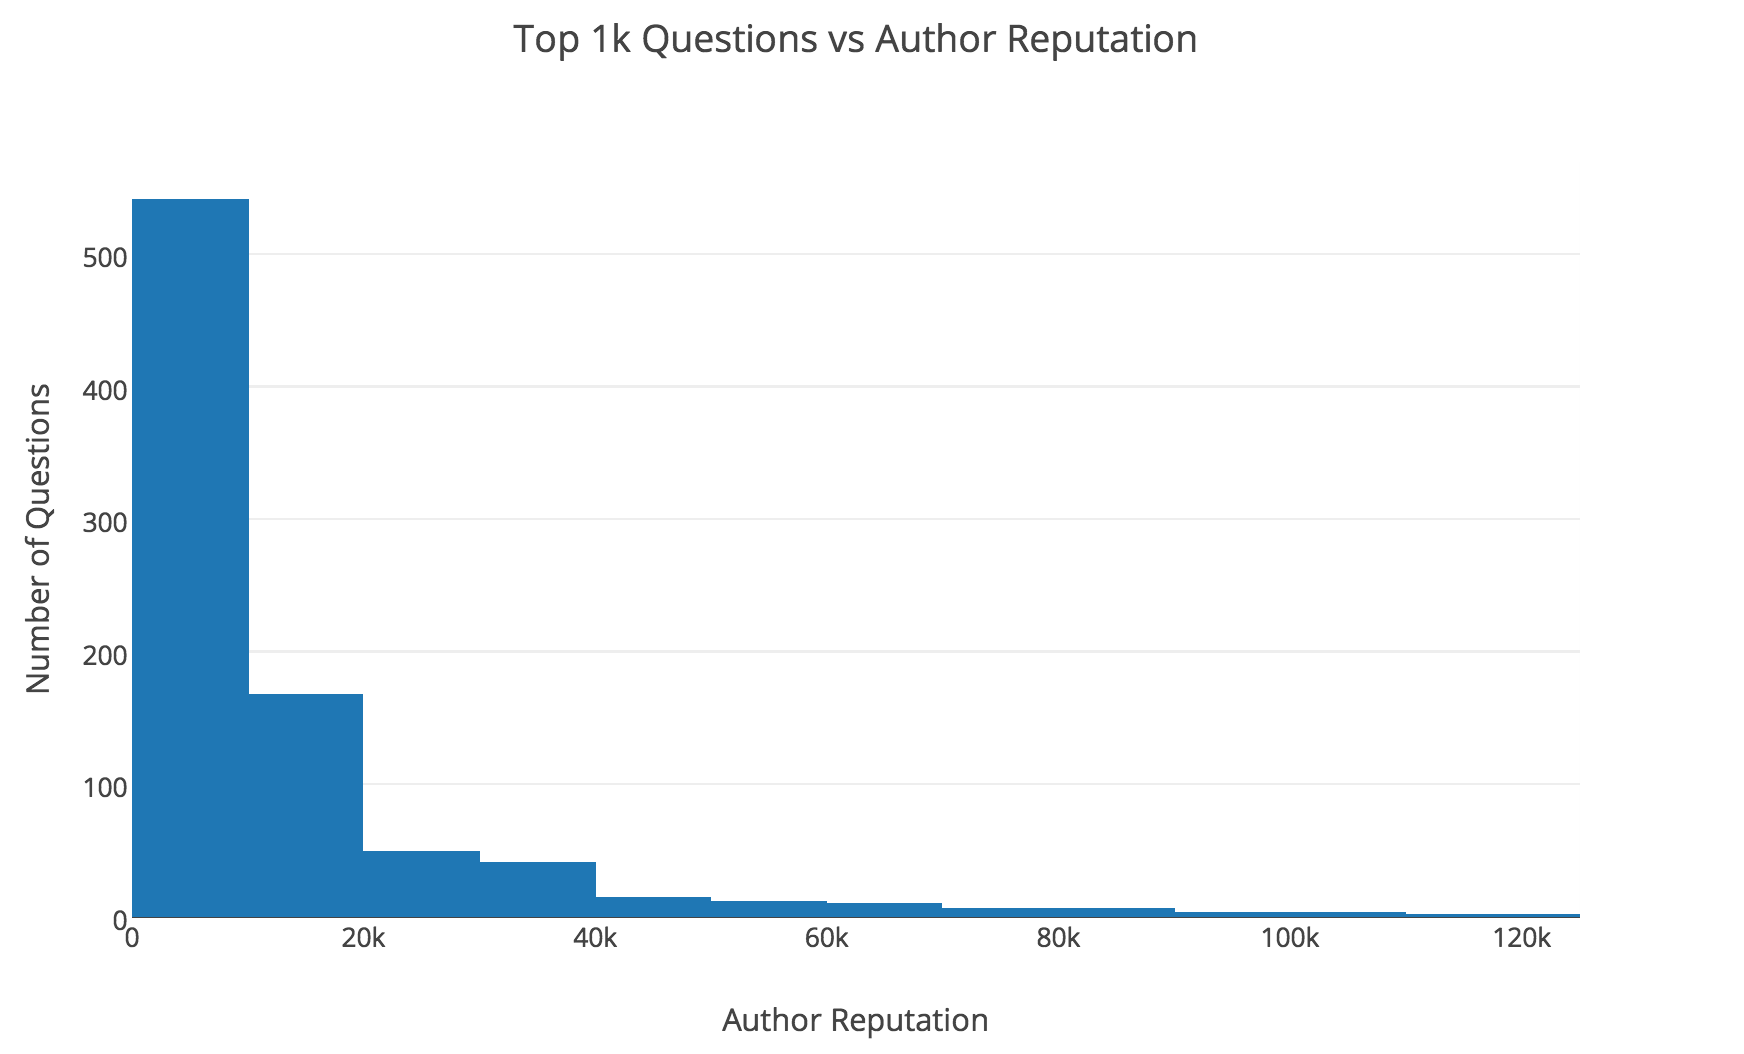 Top 1k Questions vs Author Reputation
Number of Questions
500
400
300
200
100
0
0 20k 40k 60k 80k 100k 120k
Author Reputation